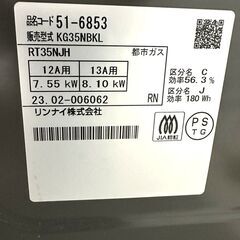 品名コード 51-6853
販売型式 KG35NBKL
RT35NJH 都市ガス
12A用 13A用
7.55 kW 8.10 kW
区分名 C
効率56.3 %
区分名 J
効率 180 Wh
23.02-006062 RN
リンナイ株式会社
JIA認証
PS
TG